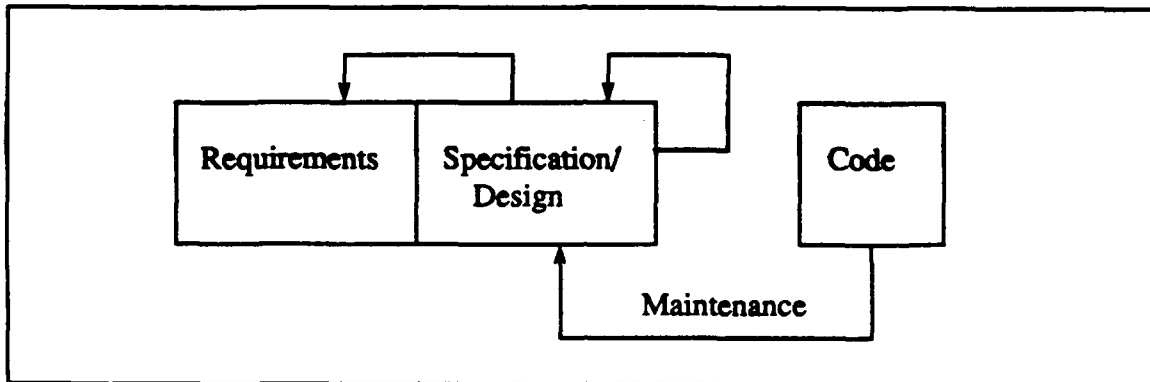 Requirements
Specification/
Design
Code
Maintenance